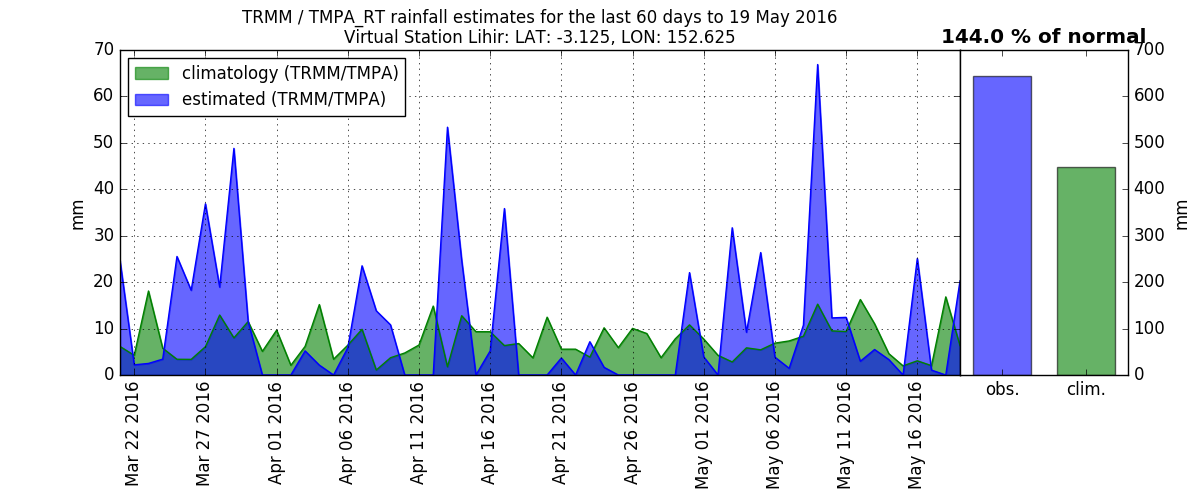 TRMM / TMPA_RT rainfall estimates for the last 60 days to 19 May 2016
Virtual Station Lihir: LAT: -3.125, LON: 152.625
144.0 % of normal
climatology (TRMM/TMPA)
estimated (TRMM/TMPA)
70
60
50
40
30
20
10
0
mm
Mar 22 2016
Mar 27 2016
Apr 01 2016
Apr 06 2016
Apr 11 2016
Apr 16 2016
Apr 21 2016
Apr 26 2016
May 01 2016
May 06 2016
May 11 2016
May 16 2016
obs.
clim.
700
600
500
400
300
200
100
0
mm